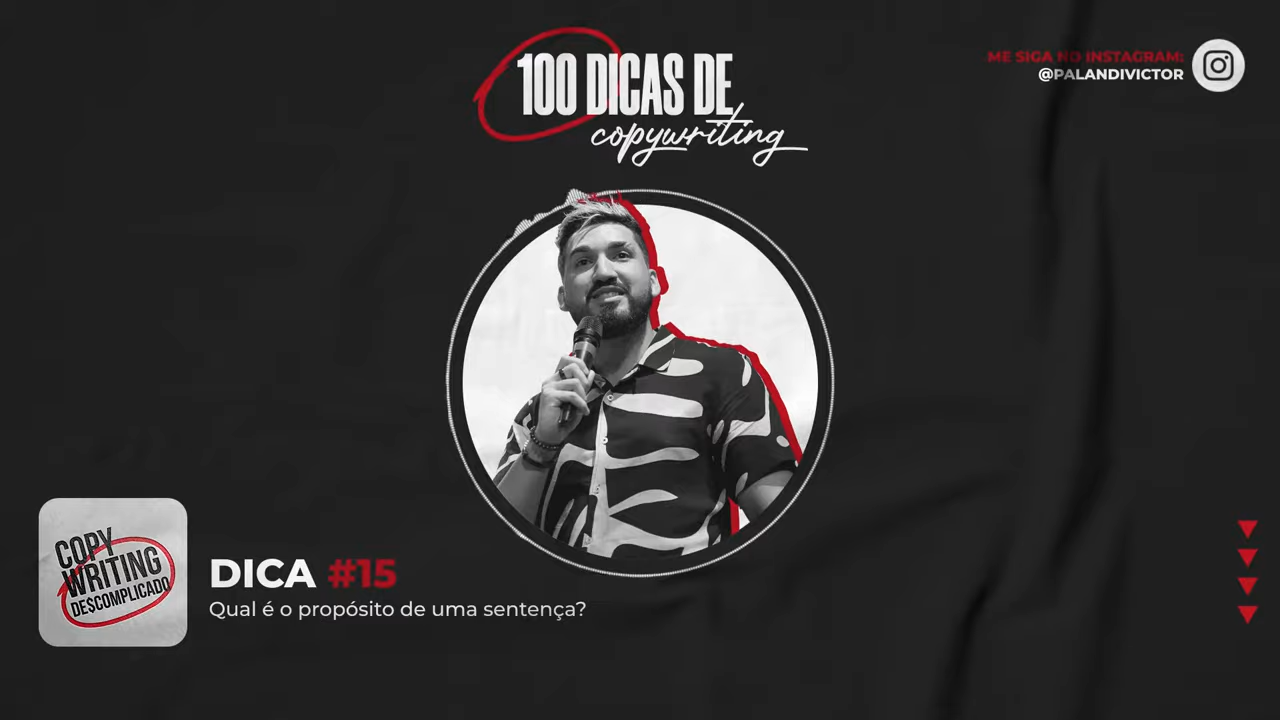 100 DICAS DE
copywriting
ME SIGA NO INSTAGRAM:
@PALANDIVICTOR
COPY
WRITING
DESCOMPLICADO
DICA #15
Qual é o propósito de uma sentença?